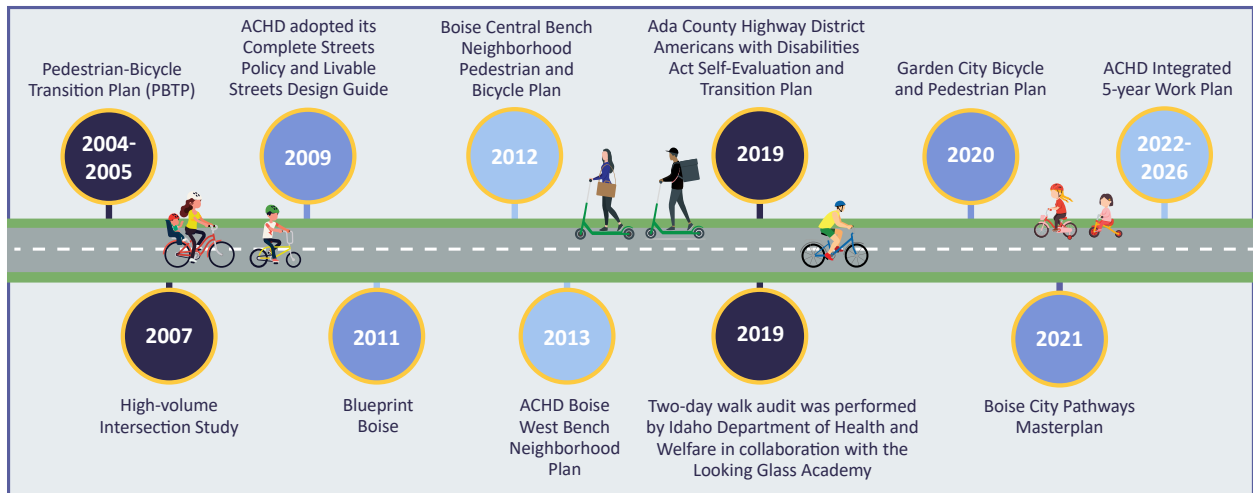 Pedestrian-Bicycle
Transition Plan (PBTP)
2004-
2005
ACHD adopted its
Complete Streets
Policy and Livable
Streets Design Guide
2009
Boise Central Bench
Neighborhood
Pedestrian and
Bicycle Plan
2012
Ada County Highway District
Americans with Disabilities
Act Self-Evaluation and
Transition Plan
2019
Garden City Bicycle
and Pedestrian Plan
2020
ACHD Integrated
5-year Work Plan
2022-
2026
2007
High-volume
Intersection Study
2011
Blueprint
Boise
2013
ACHD Boise
West Bench
Neighborhood
Plan
2019
Two-day walk audit was performed
by Idaho Department of Health and
Welfare in collaboration with the
Looking Glass Academy
2021
Boise City Pathways
Masterplan